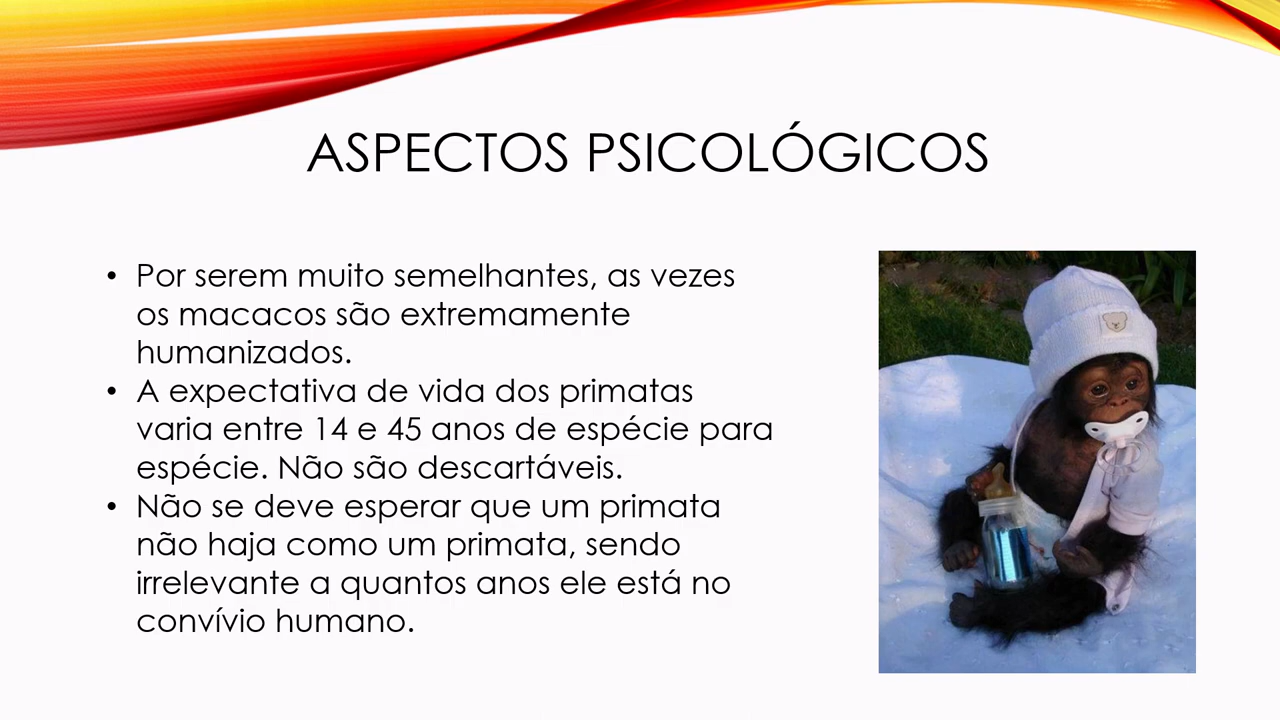 ASPECTOS PSICOLÓGICOS
• Por serem muito semelhantes, as vezes
os macacos são extremamente
humanizados.
• A expectativa de vida dos primatas
varia entre 14 e 45 anos de espécie para
espécie. Não são descartáveis.
• Não se deve esperar que um primata
não haja como um primata, sendo
irrelevante a quantos anos ele está no
convívio humano.